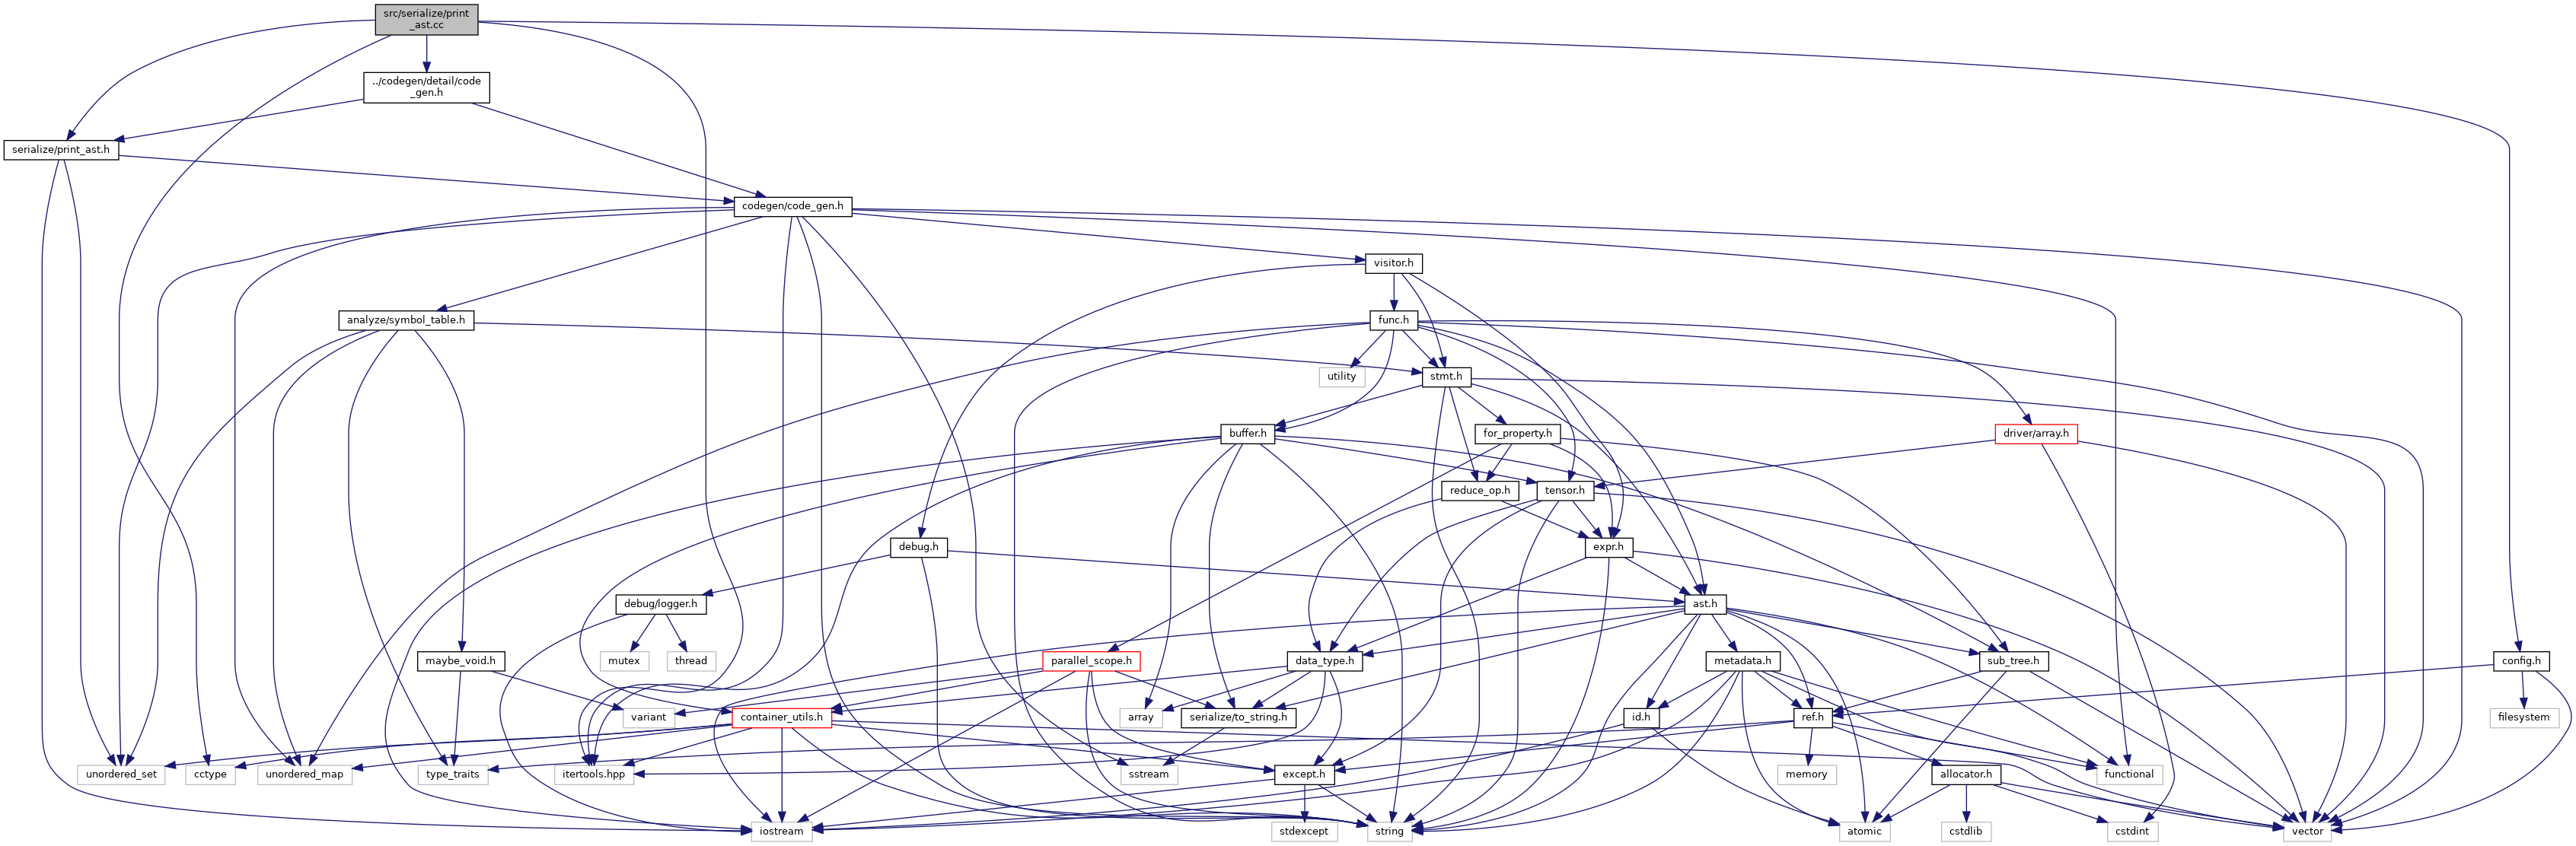 src/serialize/print
_ast.cc
../codegen/detail/code
_gen.h
serialize/print_ast.h
codegen/code_gen.h
visitor.h
analyze/symbol_table.h
func.h
utility
stmt.h
buffer.h
for_property.h
driver/array.h
reduce_op.h
tensor.h
debug.h
expr.h
debug/logger.h
ast.h
mutex
thread
maybe_void.h
parallel_scope.h
data_type.h
metadata.h
sub_tree.h
config.h
variant
container_utils.h
array
serialize/to_string.h
id.h
ref.h
filesystem
unordered_set
cctype
unordered_map
type_traits
itertools.hpp
sstream
except.h
memory
allocator.h
functional
iostream
stdexcept
string
atomic
cstdlib
cstdint
vector